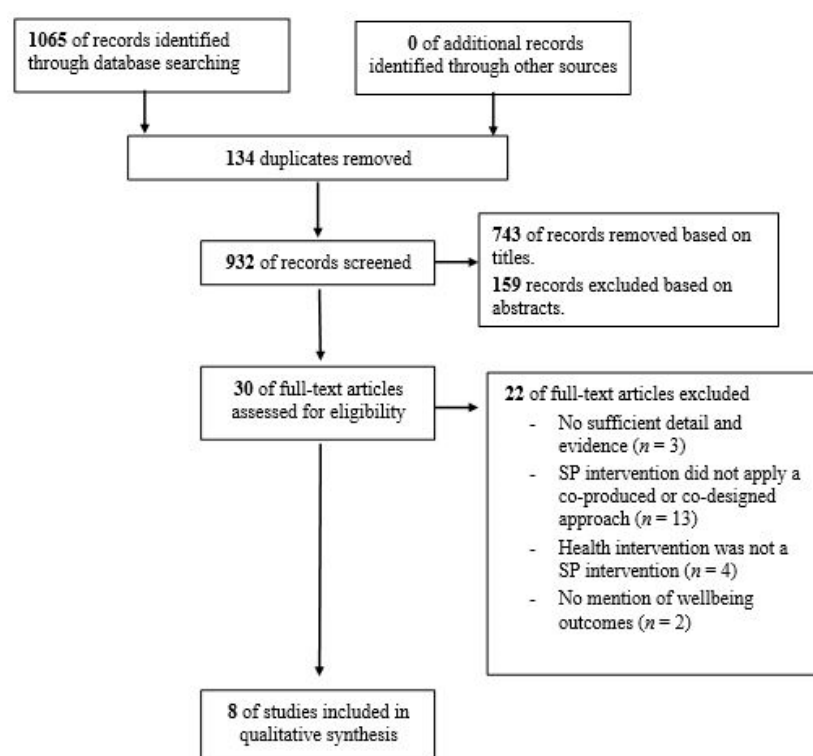 1065 of records identified
through database searching
0 of additional records
identified through other sources
134 duplicates removed
932 of records screened
743 of records removed based on
titles.
159 records excluded based on
abstracts.
30 of full-text articles
assessed for eligibility
22 of full-text articles excluded
- No sufficient detail and
evidence (n = 3)
- SP intervention did not apply a
co-produced or co-designed
approach (n = 13)
- Health intervention was not a
SP intervention (n = 4)
- No mention of wellbeing
outcomes (n = 2)
8 of studies included in
qualitative synthesis